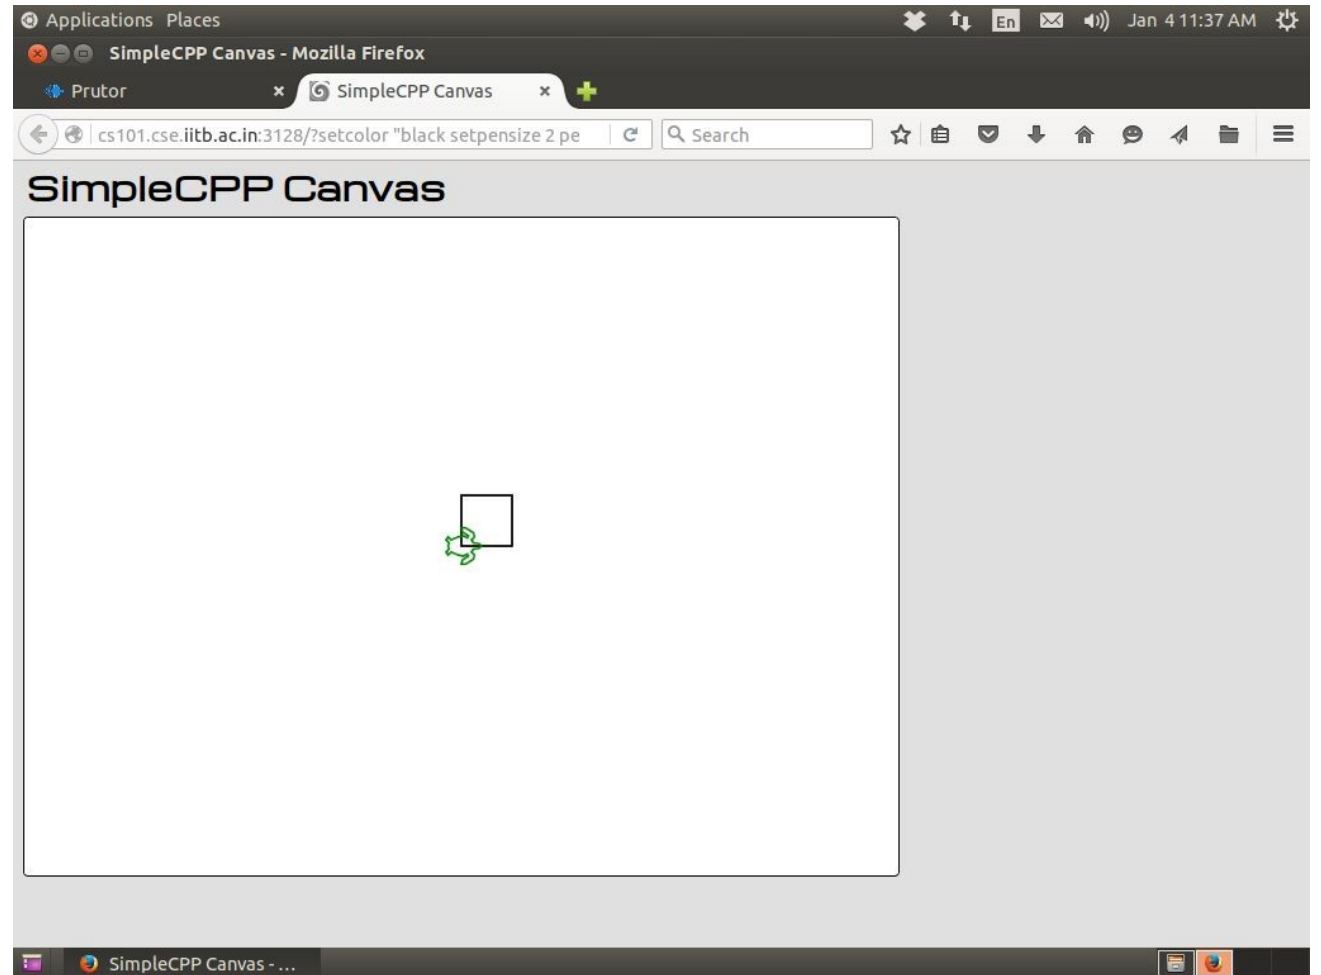 Applications Places En Jan 4 11:37 AM
SimpleCPP Canvas - Mozilla Firefox
Prutor SimpleCPP Canvas
cs101.cse.iitb.ac.in:3128/?setcolor "black setpensize 2 pe Search
SimpleCPP Canvas
SimpleCPP Canvas - ...